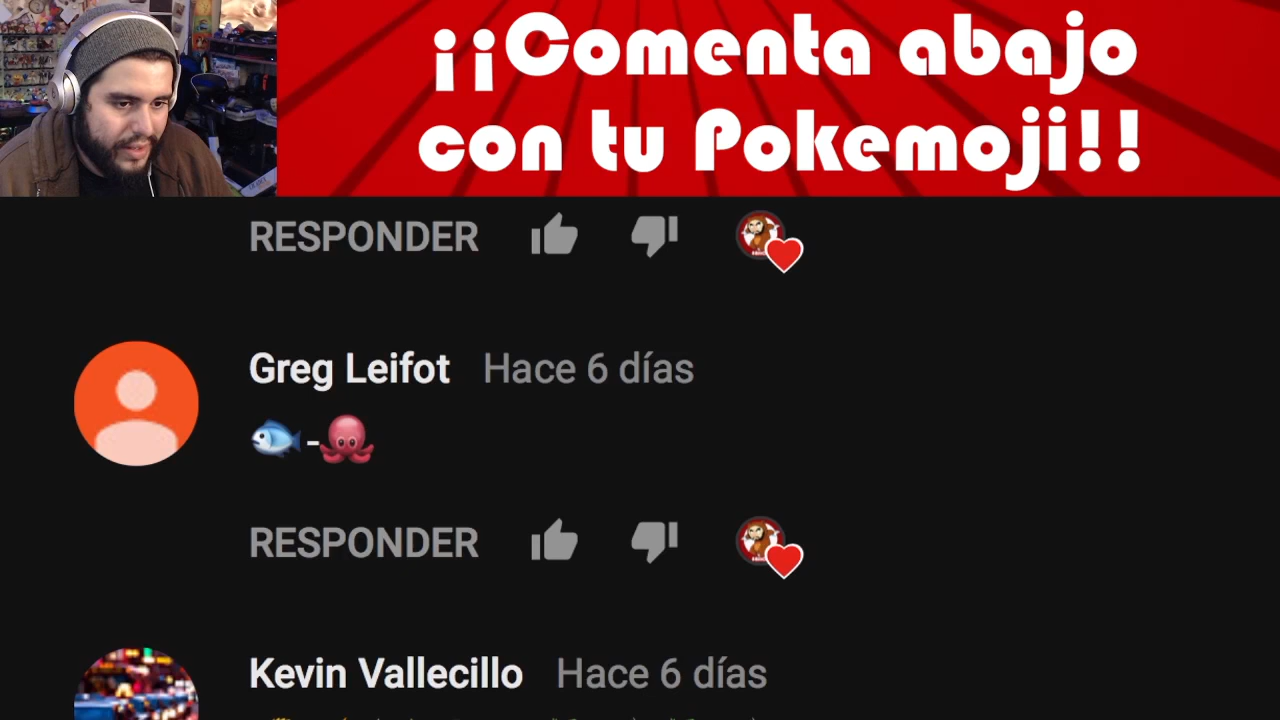 ¡¡Comenta abajo
con tu Pokemoji!!
RESPONDER
Greg Leifot Hace 6 días
🐟-🐙
RESPONDER
Kevin Vallecillo Hace 6 días